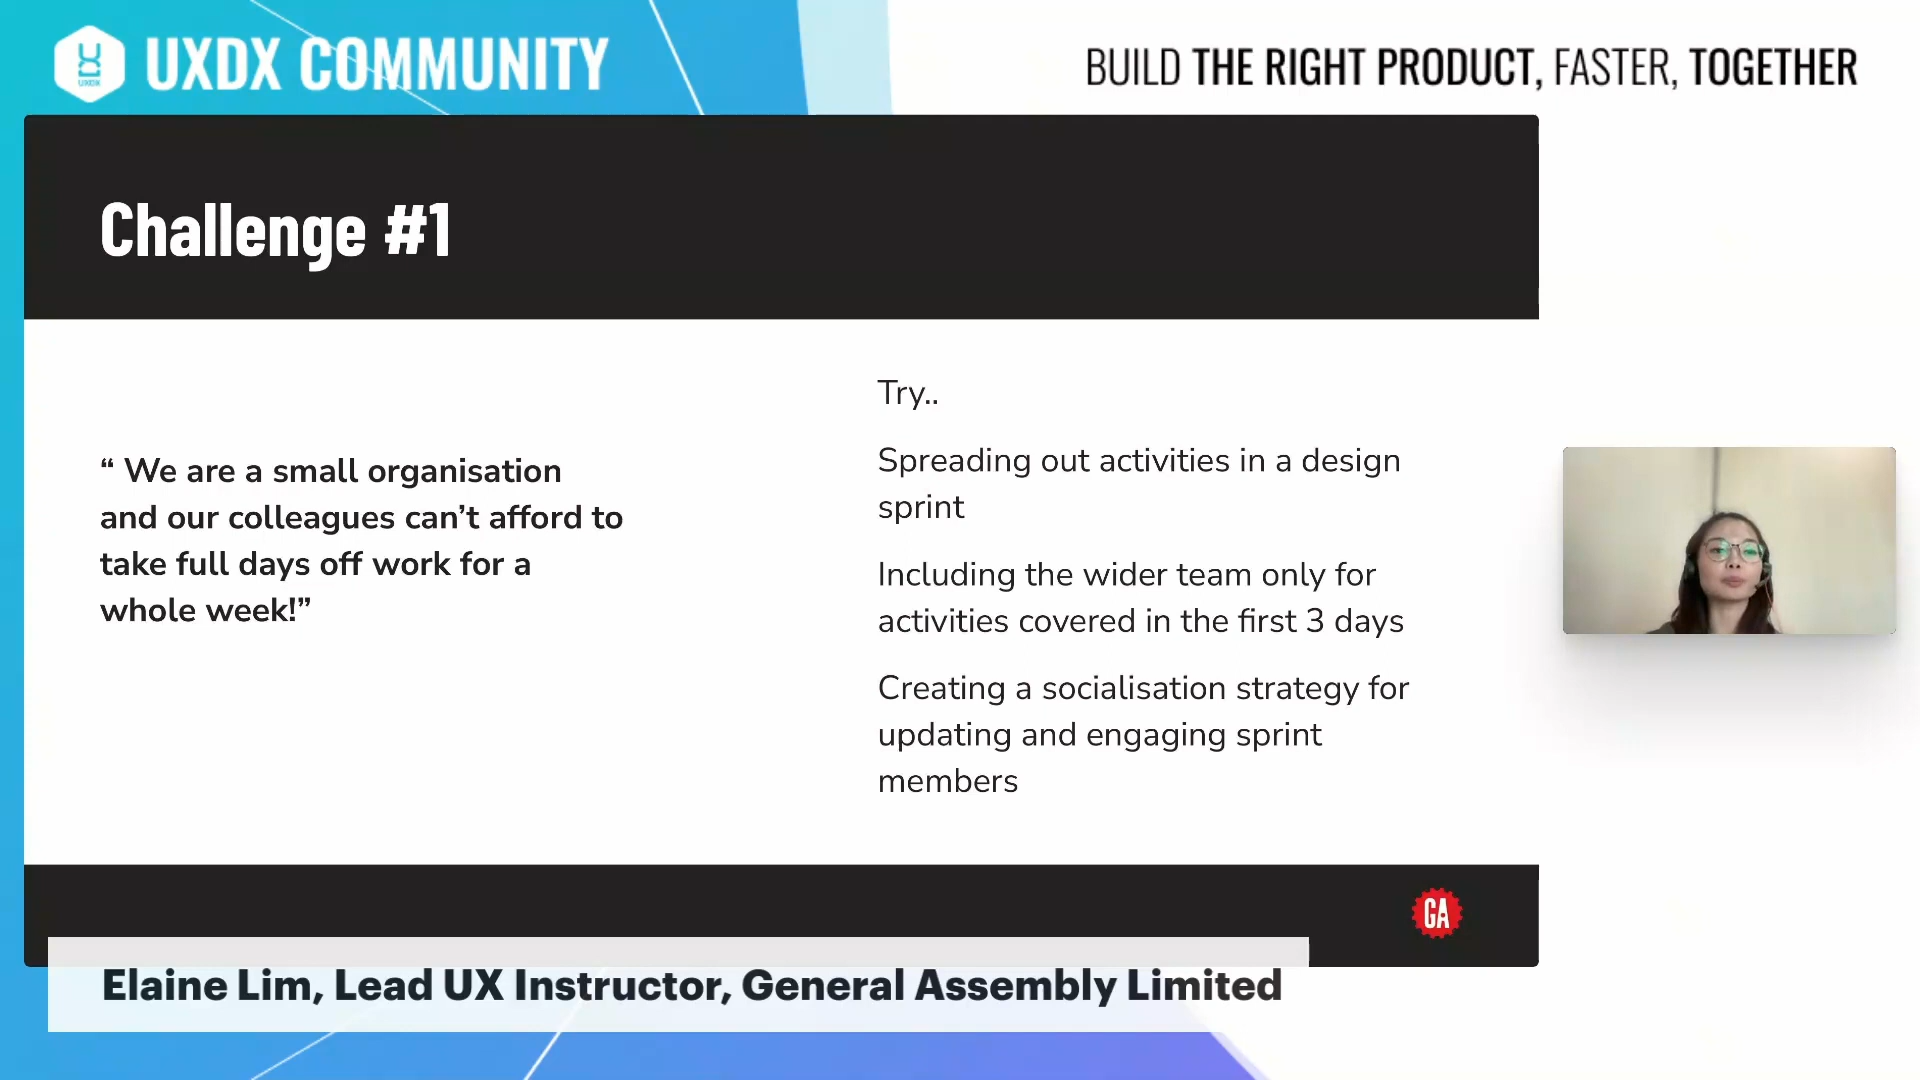 UXDX
UXDX COMMUNITY
BUILD THE RIGHT PRODUCT, FASTER, TOGETHER
Challenge #1
“ We are a small organisation
and our colleagues can’t afford to
take full days off work for a
whole week!”
Try..
Spreading out activities in a design
sprint
Including the wider team only for
activities covered in the first 3 days
Creating a socialisation strategy for
updating and engaging sprint
members
GA
Elaine Lim, Lead UX Instructor, General Assembly Limited